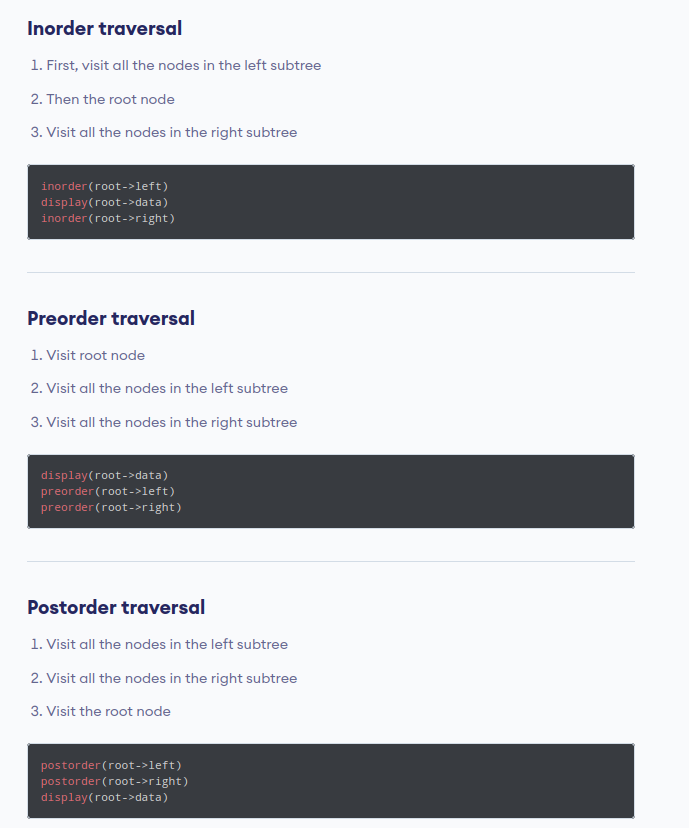 Inorder traversal
1. First, visit all the nodes in the left subtree
2. Then the root node
3. Visit all the nodes in the right subtree
inorder(root->left)
display(root->data)
inorder(root->right)
Preorder traversal
1. Visit root node
2. Visit all the nodes in the left subtree
3. Visit all the nodes in the right subtree
display(root->data)
preorder(root->left)
preorder(root->right)
Postorder traversal
1. Visit all the nodes in the left subtree
2. Visit all the nodes in the right subtree
3. Visit the root node
postorder(root->left)
postorder(root->right)
display(root->data)